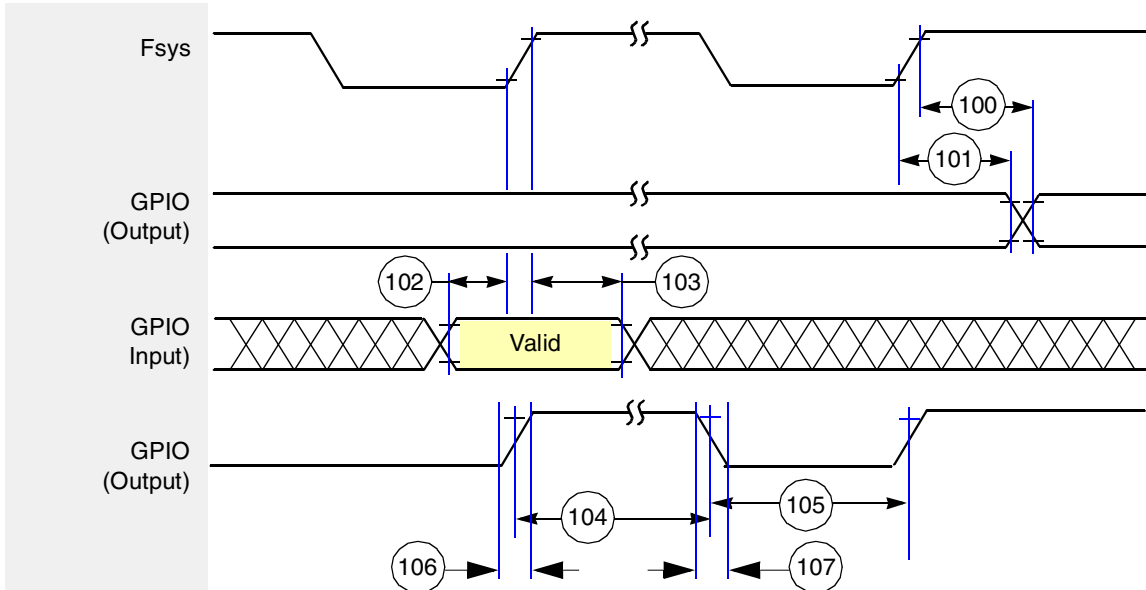 Fsys
100
101
GPIO
(Output)
102
103
GPIO
Input)
Valid
GPIO
(Output)
104
105
106
107